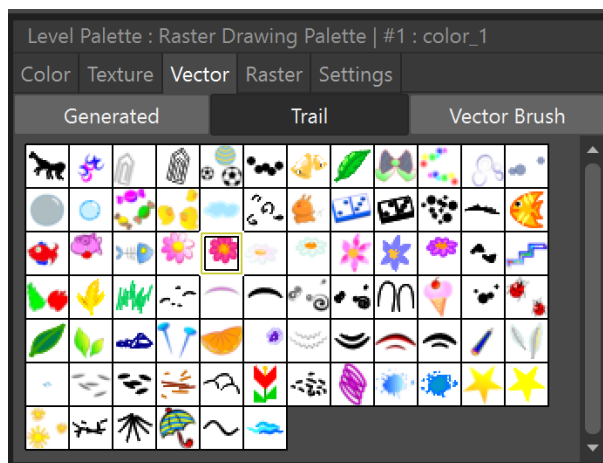 Level Palette : Raster Drawing Palette | #1 : color_1
Color Texture Vector Raster Settings
Generated Trail Vector Brush